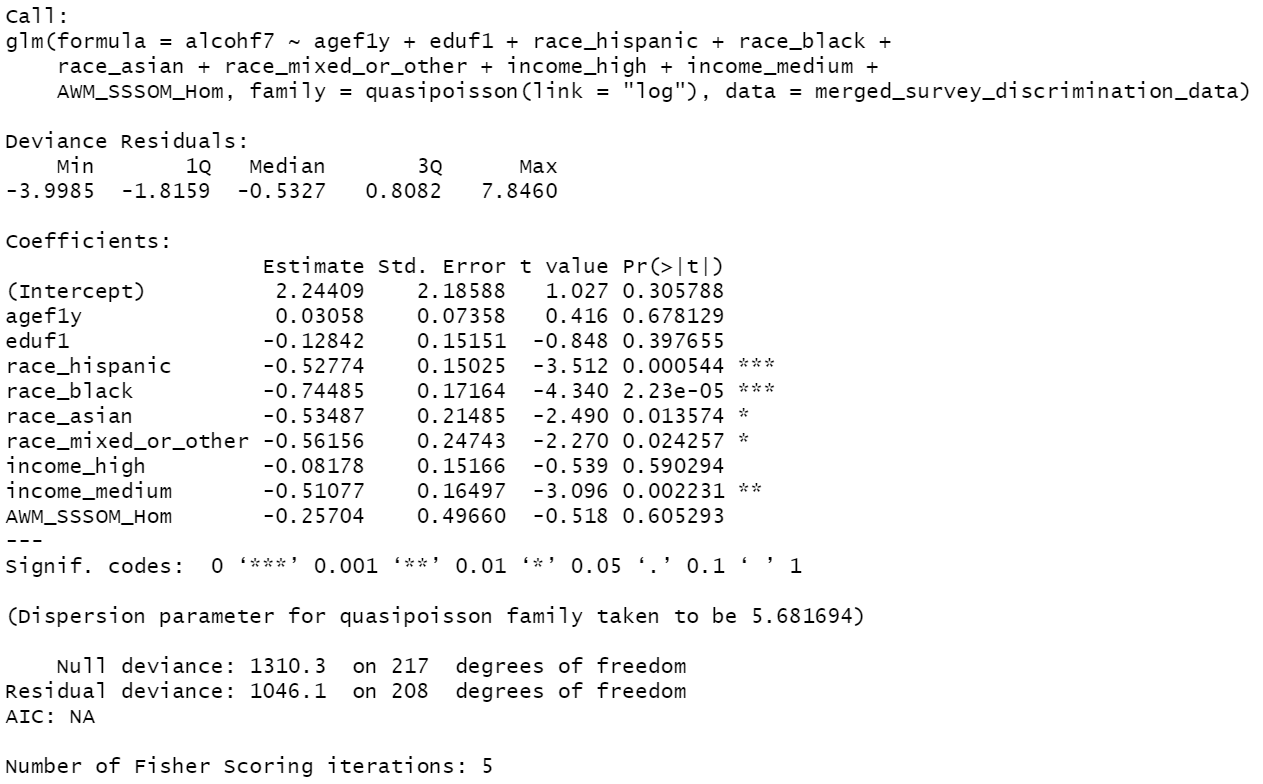 Call:
glm(formula = alcohf7 ~ agef1y + eduf1 + race_hispanic + race_black +
    race_asian + race_mixed_or_other + income_high + income_medium +
    AWM_SSSOM_Hom, family = quasipoisson(link = "log"), data = merged_survey_discrimination_data)

Deviance Residuals:
    Min       1Q   Median       3Q      Max
-3.9985  -1.8159  -0.5327   0.8082   7.8460

Coefficients:
                    Estimate Std. Error t value Pr(>|t|)
(Intercept)          2.24409    2.18588   1.027 0.305788
agef1y               0.03058    0.07358   0.416 0.678129
eduf1               -0.12842    0.15151  -0.848 0.397655
race_hispanic       -0.52774    0.15025  -3.512 0.000544 ***
race_black          -0.74485    0.17164  -4.340 2.23e-05 ***
race_asian          -0.53487    0.21485  -2.490 0.013574 *
race_mixed_or_other -0.56156    0.24743  -2.270 0.024257 *
income_high         -0.08178    0.15166  -0.539 0.590294
income_medium       -0.51077    0.16497  -3.096 0.002231 **
AWM_SSSOM_Hom       -0.25704    0.49660  -0.518 0.605293
---
Signif. codes:  0 ‘***’ 0.001 ‘**’ 0.01 ‘*’ 0.05 ‘.’ 0.1 ‘ ’ 1

(Dispersion parameter for quasipoisson family taken to be 5.681694)

    Null deviance: 1310.3  on 217  degrees of freedom
Residual deviance: 1046.1  on 208  degrees of freedom
AIC: NA

Number of Fisher Scoring iterations: 5